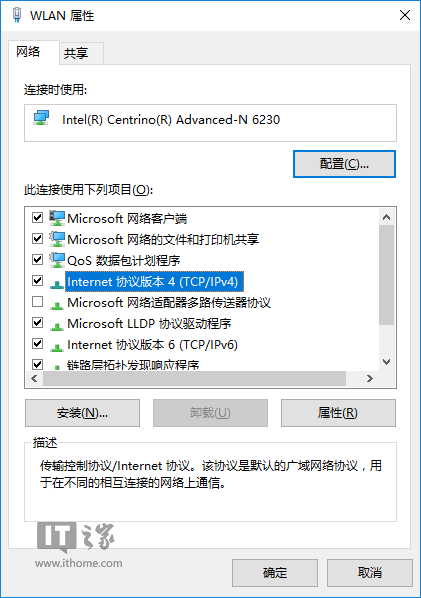 WLAN 属性
网络
共享
连接时使用:
Intel(R) Centrino(R) Advanced-N 6230
配置(C)...
此连接使用下列项目(O):
Microsoft 网络客户端
Microsoft 网络的文件和打印机共享
QoS 数据包计划程序
Internet 协议版本 4 (TCP/IPv4)
Microsoft 网络适配器多路传送器协议
Microsoft LLDP 协议驱动程序
Internet 协议版本 6 (TCP/IPv6)
链路层拓扑发现响应程序
安装(N)...
卸载(U)
属性(R)
描述
传输控制协议/Internet 协议。该协议是默认的广域网络协议，用
于在不同的相互连接的网络上通信。
IT之家
www.ithome.com
确定
取消